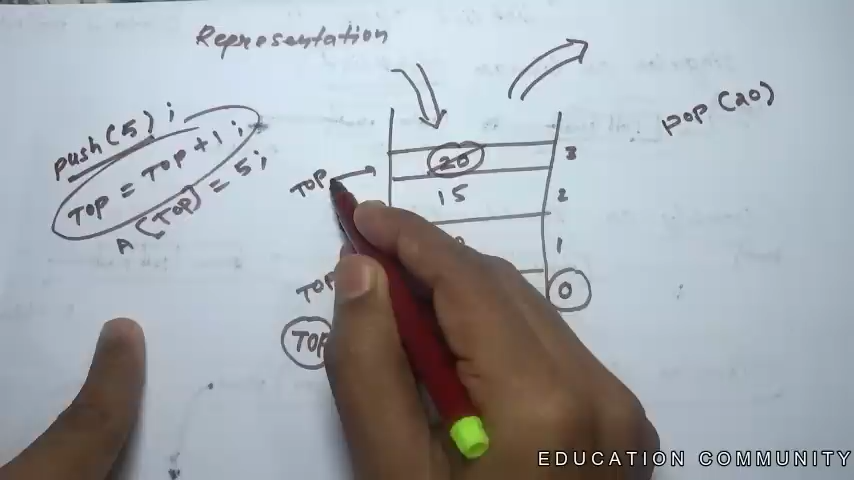 Representation
push(5);
TOP = TOP + 1;
A (TOP) = 5;
pop (20)
20
3
TOP
15
2
1
TOP
0
TOP
EDUCATION COMMUNITY